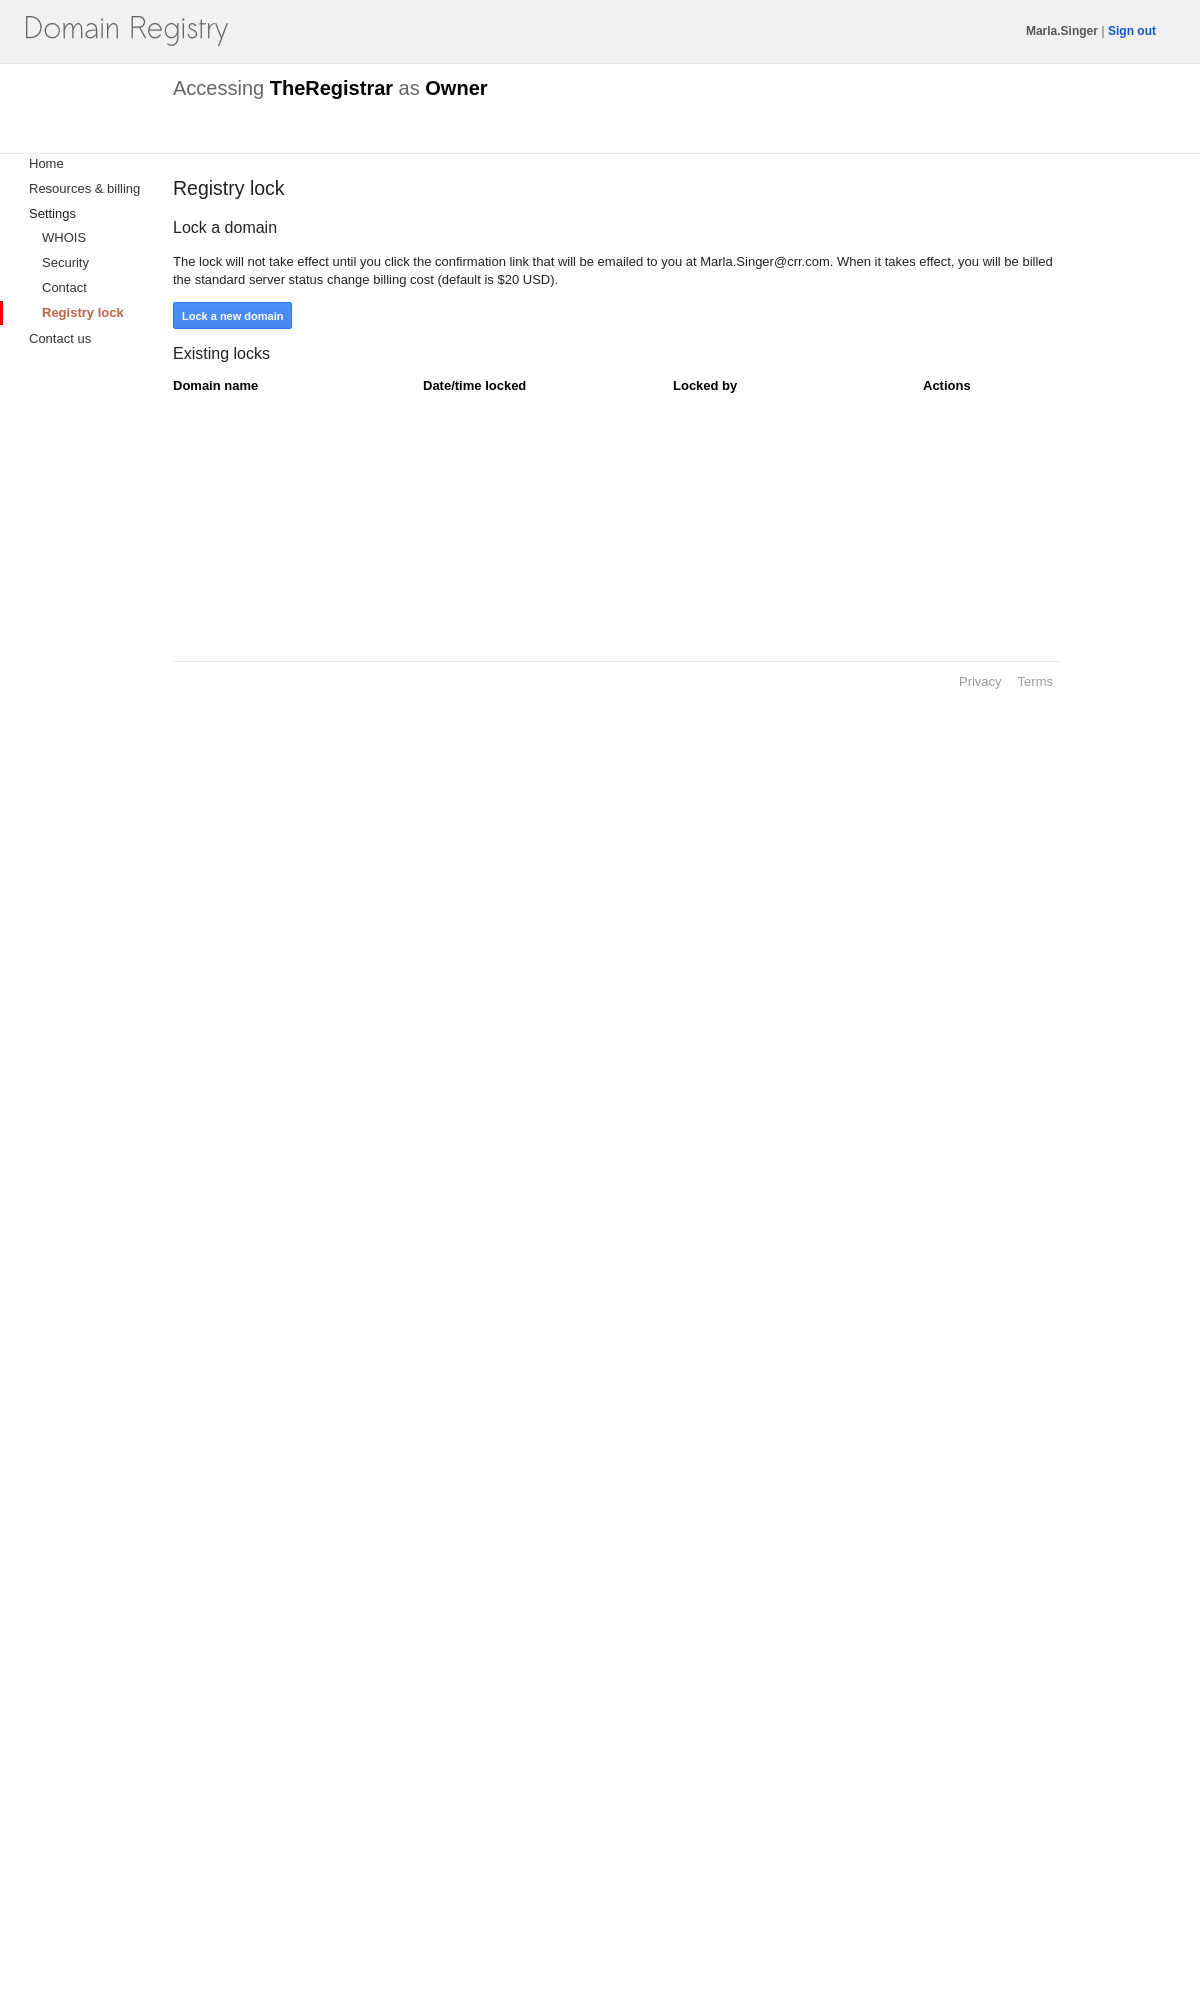 Domain Registry
Marla.Singer | Sign out
Accessing TheRegistrar as Owner
Home
Resources & billing
Settings
WHOIS
Security
Contact
Registry lock
Contact us
Registry lock
Lock a domain
The lock will not take effect until you click the confirmation link that will be emailed to you at Marla.Singer@crr.com. When it takes effect, you will be billed
the standard server status change billing cost (default is $20 USD).
Lock a new domain
Existing locks
Domain name Date/time locked Locked by Actions
Privacy Terms